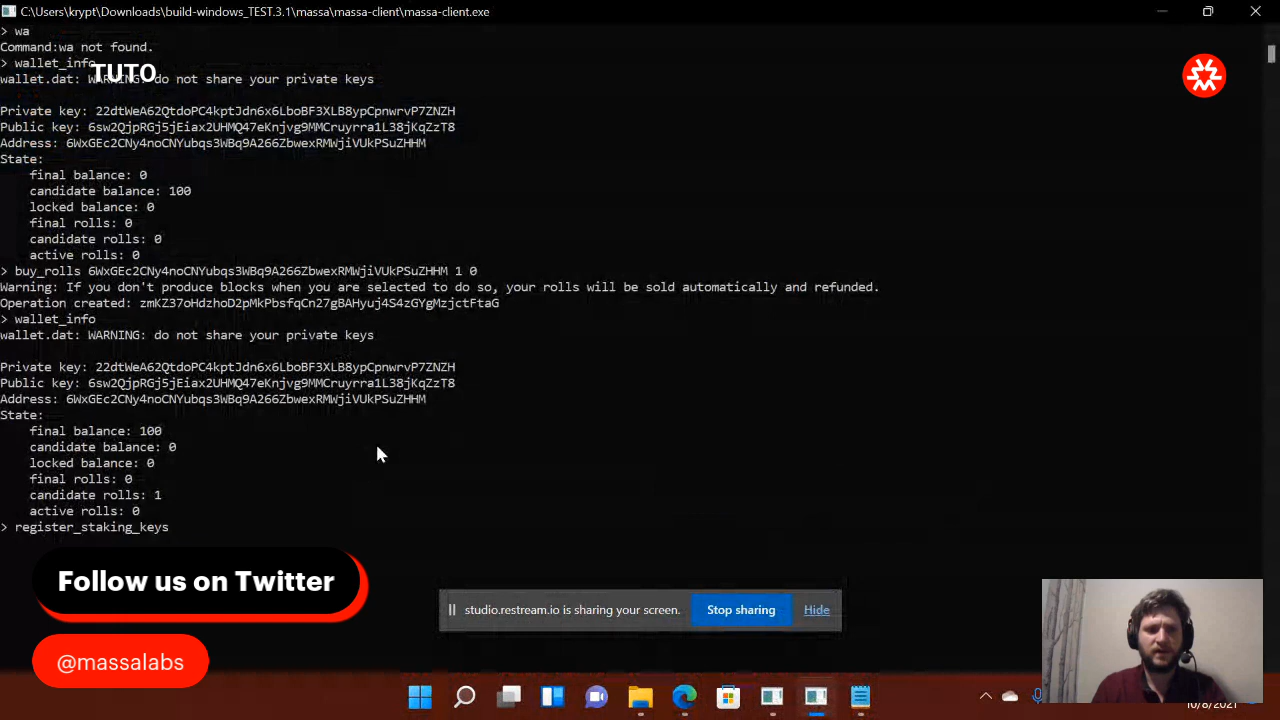 C:\Users\krypt\Downloads\build-windows_TEST.3.1\massa\massa-client\massa-client.exe
> wa
Command:wa not found.
> wallet_info
TUTO
wallet.dat: WARNING: do not share your private keys
Private key: 22dtWeA62QtdoPC4kptJdn6x6LboBF3XLB8ypCpnwrvP7ZNZH
Public key: 6sw2QjpRGj5jEiax2UHMQ47eKnjvg9MMCruyrra1L38jKqZzT8
Address: 6WxGEc2CNy4noCNYubqs3WBq9A266ZbwexRMWjiVUkPSuZHHM
State:
final balance: 0
candidate balance: 100
locked balance: 0
final rolls: 0
candidate rolls: 0
active rolls: 0
> buy_rolls 6WxGEc2CNy4noCNYubqs3WBq9A266ZbwexRMWjiVUkPSuZHHM 1 0
Warning: If you don't produce blocks when you are selected to do so, your rolls will be sold automatically and refunded.
Operation created: zmKZ37oHdzhoD2pMkPbsfqCn27gBAHyuj4S4zGYgMzjctFtaG
> wallet_info
wallet.dat: WARNING: do not share your private keys
Private key: 22dtWeA62QtdoPC4kptJdn6x6LboBF3XLB8ypCpnwrvP7ZNZH
Public key: 6sw2QjpRGj5jEiax2UHMQ47eKnjvg9MMCruyrra1L38jKqZzT8
Address: 6WxGEc2CNy4noCNYubqs3WBq9A266ZbwexRMWjiVUkPSuZHHM
State:
final balance: 100
candidate balance: 0
locked balance: 0
final rolls: 0
candidate rolls: 1
active rolls: 0
> register_staking_keys
Follow us on Twitter
studio.restream.io is sharing your screen. Stop sharing Hide
@massalabs
10/8/2021